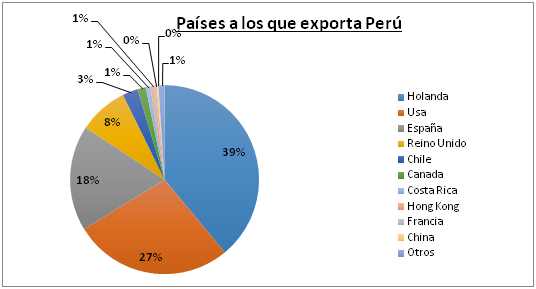 Países a los que exporta Perú
1%
0%
0%
1%
1%
1%
3%
8%
18%
27%
39%
Holanda
Usa
España
Reino Unido
Chile
Canada
Costa Rica
Hong Kong
Francia
China
Otros